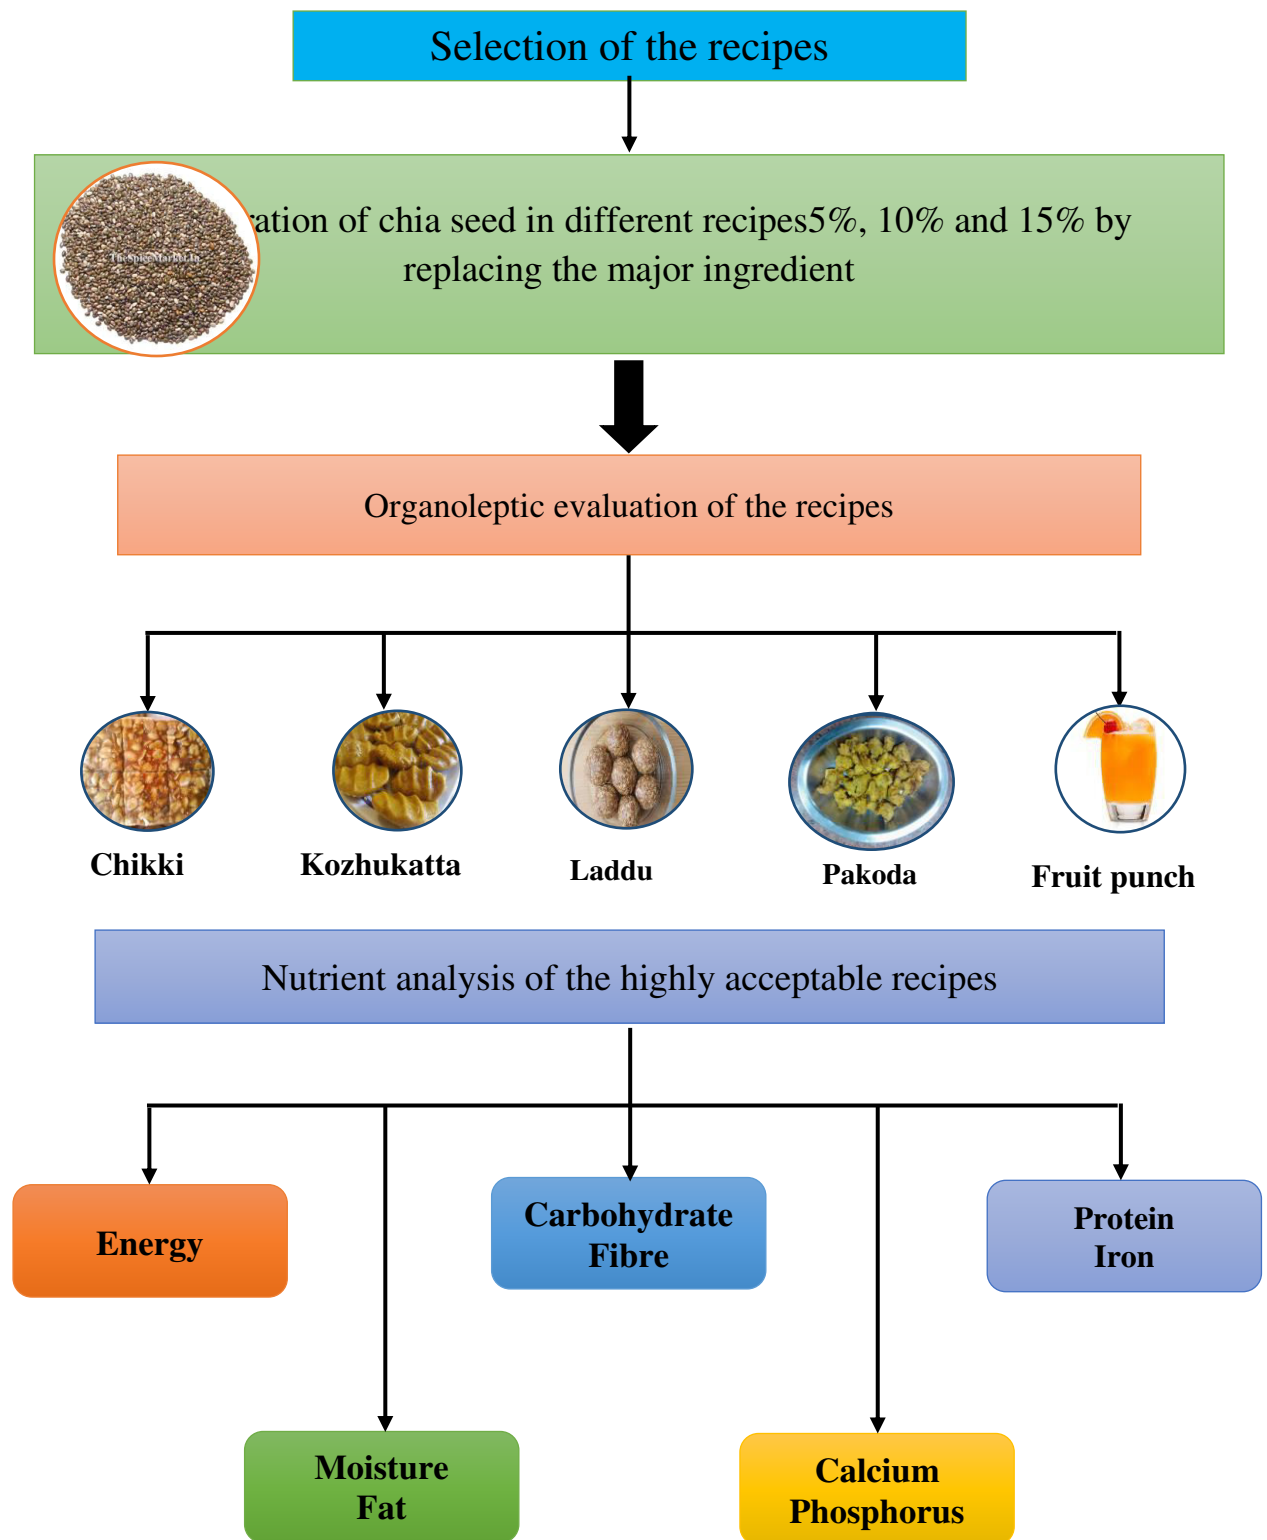 Selection of the recipes
ration of chia seed in different recipes5%, 10% and 15% by
replacing the major ingredient
TheSpiceMarket.In
Organoleptic evaluation of the recipes
Chikki
Kozhukatta
Laddu
Pakoda
Fruit punch
Nutrient analysis of the highly acceptable recipes
Energy
Carbohydrate
Fibre
Protein
Iron
Moisture
Fat
Calcium
Phosphorus